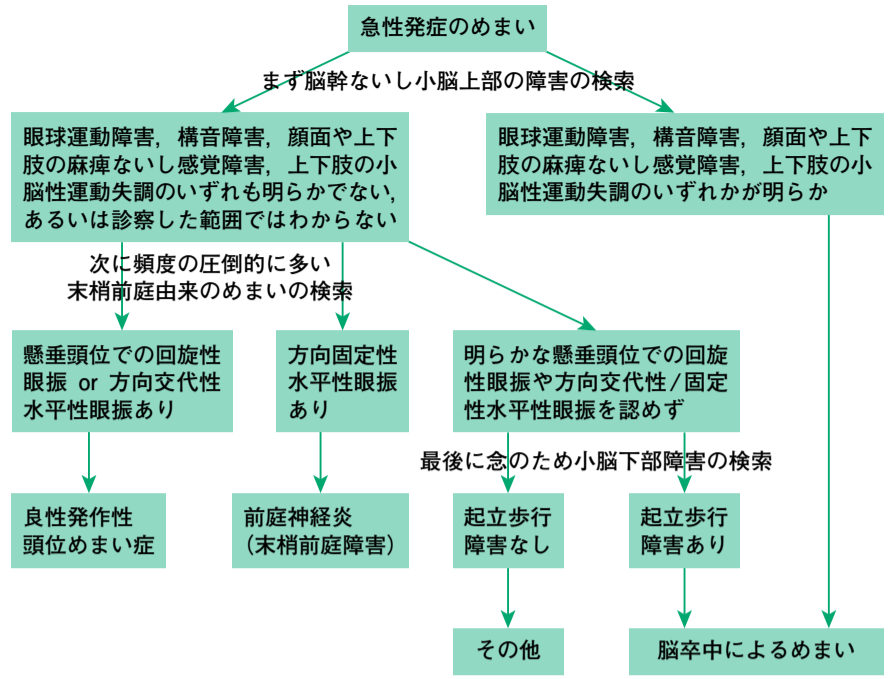 急性発症のめまい
まず脳幹ないし小脳上部の障害の検索
眼球運動障害，構音障害，顔面や上下
肢の麻痺ないし感覚障害，上下肢の小
脳性運動失調のいずれも明らかでない，
あるいは診察した範囲ではわからない
眼球運動障害，構音障害，顔面や上下
肢の麻痺ないし感覚障害，上下肢の小
脳性運動失調のいずれかが明らか
次に頻度の圧倒的に多い
末梢前庭由来のめまいの検索
懸垂頭位での回旋性
眼振 or 方向交代性
水平性眼振あり
方向固定性
水平性眼振
あり
明らかな懸垂頭位での回旋
性眼振や方向交代性/固定
性水平性眼振を認めず
最後に念のため小脳下部障害の検索
良性発作性
頭位めまい症
前庭神経炎
（末梢前庭障害）
起立歩行
障害なし
起立歩行
障害あり
その他
脳卒中によるめまい